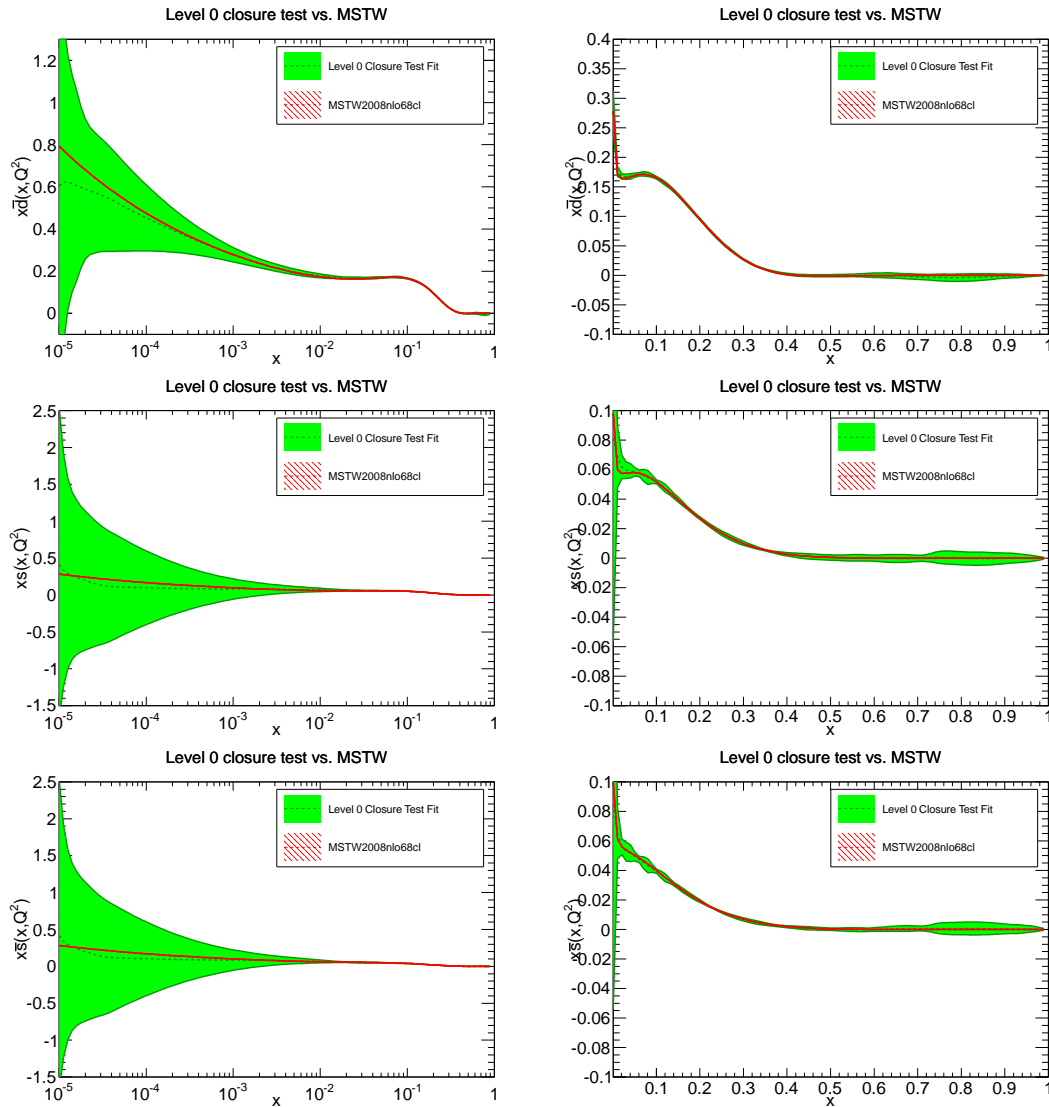 Level 0 closure test vs. MSTW
xd̅(x,Q²)
1.2
1
0.8
0.6
0.4
0.2
0
Level 0 Closure Test Fit
MSTW2008nlo68cl
10⁻⁵ 10⁻⁴ 10⁻³ 10⁻² 10⁻¹ 1
x
Level 0 closure test vs. MSTW
xd̅(x,Q²)
0.4
0.35
0.3
0.25
0.2
0.15
0.1
0.05
0
-0.05
-0.1
Level 0 Closure Test Fit
MSTW2008nlo68cl
0.1 0.2 0.3 0.4 0.5 0.6 0.7 0.8 0.9 1
x
Level 0 closure test vs. MSTW
xs(x,Q²)
2.5
2
1.5
1
0.5
0
-0.5
-1
-1.5
Level 0 Closure Test Fit
MSTW2008nlo68cl
10⁻⁵ 10⁻⁴ 10⁻³ 10⁻² 10⁻¹ 1
x
Level 0 closure test vs. MSTW
xs(x,Q²)
0.1
0.08
0.06
0.04
0.02
0
-0.02
-0.04
-0.06
-0.08
-0.1
Level 0 Closure Test Fit
MSTW2008nlo68cl
0.1 0.2 0.3 0.4 0.5 0.6 0.7 0.8 0.9 1
x
Level 0 closure test vs. MSTW
xs̅(x,Q²)
2.5
2
1.5
1
0.5
0
-0.5
-1
-1.5
Level 0 Closure Test Fit
MSTW2008nlo68cl
10⁻⁵ 10⁻⁴ 10⁻³ 10⁻² 10⁻¹ 1
x
Level 0 closure test vs. MSTW
xs̅(x,Q²)
0.1
0.08
0.06
0.04
0.02
0
-0.02
-0.04
-0.06
-0.08
-0.1
Level 0 Closure Test Fit
MSTW2008nlo68cl
0.1 0.2 0.3 0.4 0.5 0.6 0.7 0.8 0.9 1
x